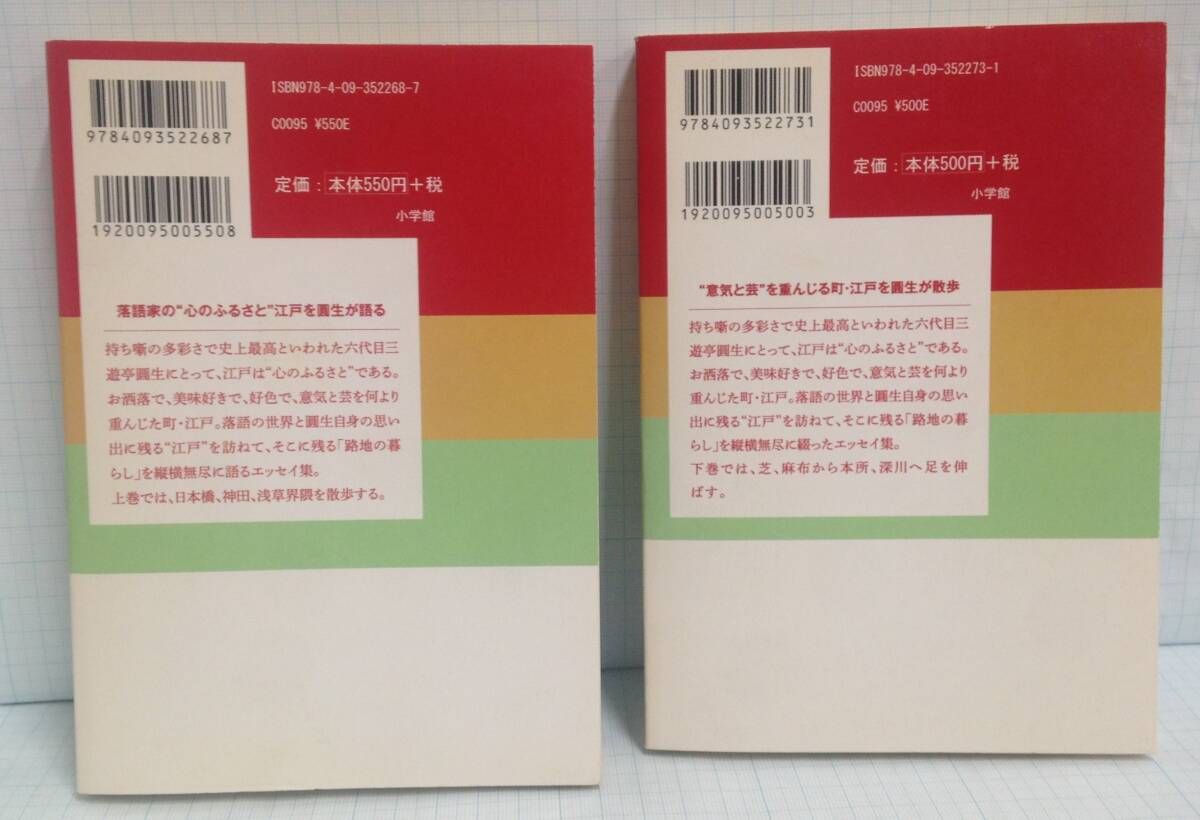 ISBN978-4-09-352268-7
9784093522687
C0095 ¥550E
定価：本体550円＋税
小学館
1920095005508
落語家の“心のふるさと”江戸を圓生が語る
持ち噺の多彩さで史上最高といわれた六代目三
遊亭圓生にとって、江戸は“心のふるさと”である。
お洒落で、美味好きで、好色で、意気と芸を何より
重んじた町・江戸。落語の世界と圓生自身の思い
出に残る“江戸”を訪ねて、そこに残る「路地の暮
らし」を縦横無尽に語るエッセイ集。
上巻では、日本橋、神田、浅草界隈を散歩する。
ISBN978-4-09-352273-1
9784093522731
C0095 ¥500E
定価：本体500円＋税
小学館
1920095005003
“意気と芸”を重んじる町・江戸を圓生が散歩
持ち噺の多彩さで史上最高といわれた六代目三
遊亭圓生にとって、江戸は“心のふるさと”である。
お洒落で、美味好きで、好色で、意気と芸を何より
重んじた町・江戸。落語の世界と圓生自身の思い
出に残る“江戸”を訪ねて、そこに残る「路地の暮ら
し」を縦横無尽に綴ったエッセイ集。
下巻では、芝、麻布から本所、深川へ足を伸
ばす。